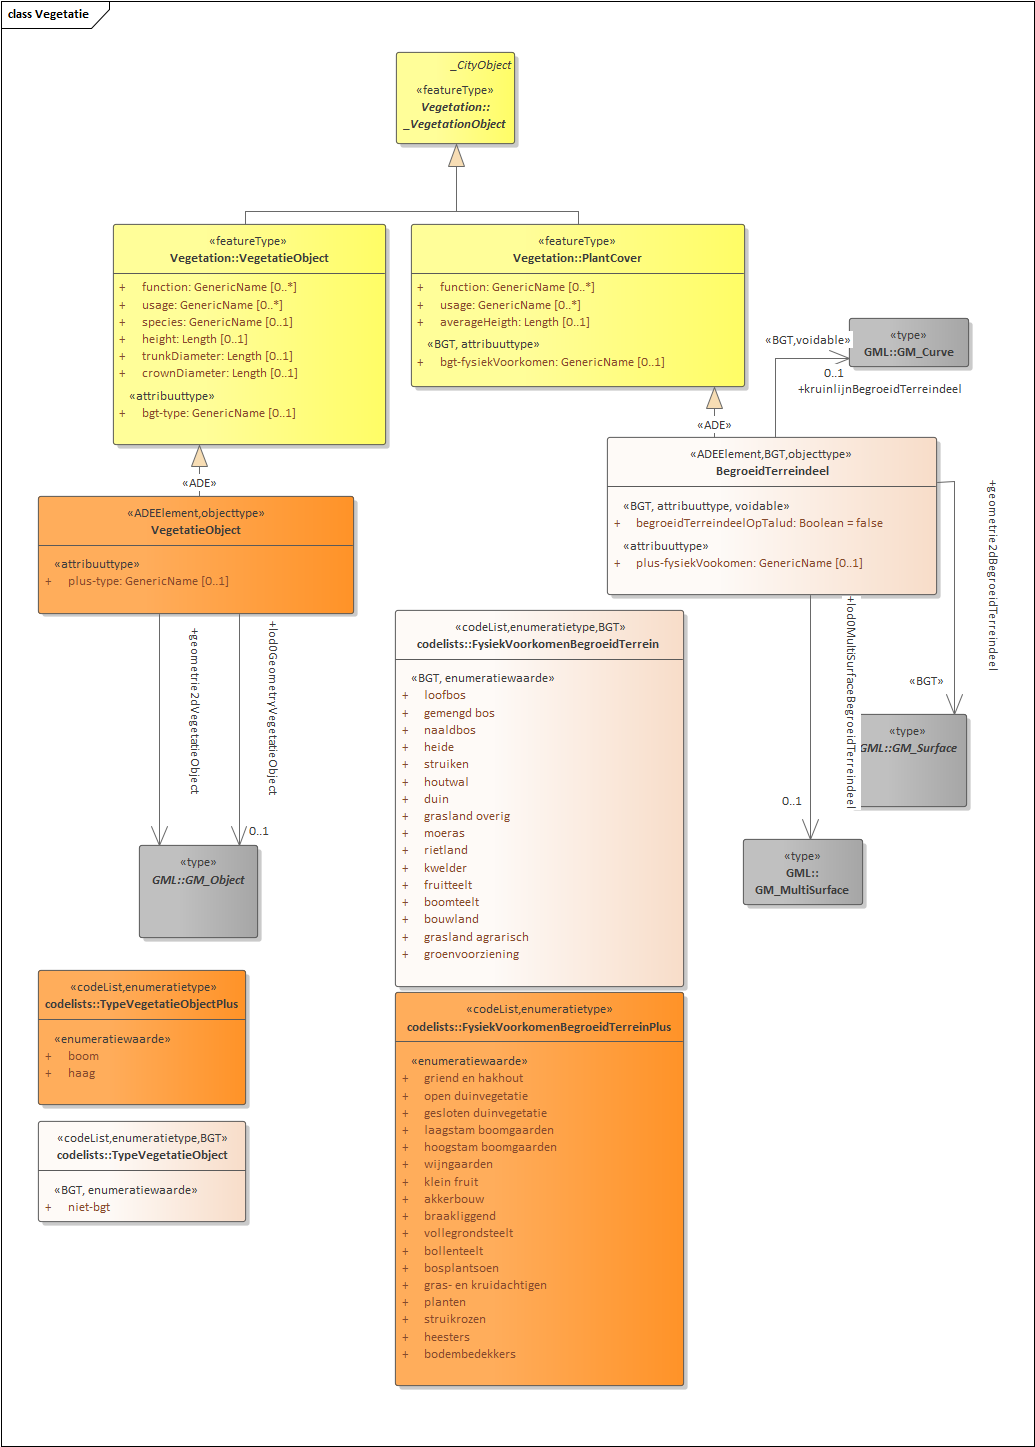 class Vegetatie
_CityObject
«featureType»
Vegetation::
_VegetationObject
«featureType»
Vegetation::VegetatieObject
+ function: GenericName [0..*]
+ usage: GenericName [0..*]
+ species: GenericName [0..1]
+ height: Length [0..1]
+ trunkDiameter: Length [0..1]
+ crownDiameter: Length [0..1]
«attribuuttype»
+ bgt-type: GenericName [0..1]
«featureType»
Vegetation::PlantCover
+ function: GenericName [0..*]
+ usage: GenericName [0..*]
+ averageHeigth: Length [0..1]
«BGT, attribuuttype»
+ bgt-fysiekVoorkomen: GenericName [0..1]
«BGT,voidable»
0..1
+kruinlijnBegroeidTerreindeel
«type»
GML::GM_Curve
«ADE»
«ADE»
«ADEElement,objecttype»
VegetatieObject
«attribuuttype»
+ plus-type: GenericName [0..1]
«ADEElement,BGT,objecttype»
BegroeidTerreindeel
«BGT, attribuuttype, voidable»
+ begroeidTerreindeelOpTalud: Boolean = false
«attribuuttype»
+ plus-fysiekVookomen: GenericName [0..1]
+geometrie2dVegetatieObject
+lod0GeometryVegetatieObject
0..1
«type»
GML::GM_Object
+lod0MultiSurfaceBegroeidTerreindeel
0..1
+geometrie2dBegroeidTerreindeel
«BGT»
«type»
GML::GM_Surface
«type»
GML::
GM_MultiSurface
«codeList,enumeratietype,BGT»
codelists::FysiekVoorkomenBegroeidTerrein
«BGT, enumeratiewaarde»
+ loofbos
+ gemengd bos
+ naaldbos
+ heide
+ struiken
+ houtwal
+ duin
+ grasland overig
+ moeras
+ rietland
+ kwelder
+ fruitteelt
+ boomteelt
+ bouwland
+ grasland agrarisch
+ groenvoorziening
«codeList,enumeratietype»
codelists::TypeVegetatieObjectPlus
«enumeratiewaarde»
+ boom
+ haag
«codeList,enumeratietype,BGT»
codelists::TypeVegetatieObject
«BGT, enumeratiewaarde»
+ niet-bgt
«codeList,enumeratietype»
codelists::FysiekVoorkomenBegroeidTerreinPlus
«enumeratiewaarde»
+ griend en hakhout
+ open duinvegetatie
+ gesloten duinvegetatie
+ laagstam boomgaarden
+ hoogstam boomgaarden
+ wijngaarden
+ klein fruit
+ akkerbouw
+ braakliggend
+ vollegrondsteelt
+ bollenteelt
+ bosplantsoen
+ gras- en kruidachtigen
+ planten
+ struikrozen
+ heesters
+ bodembedekkers